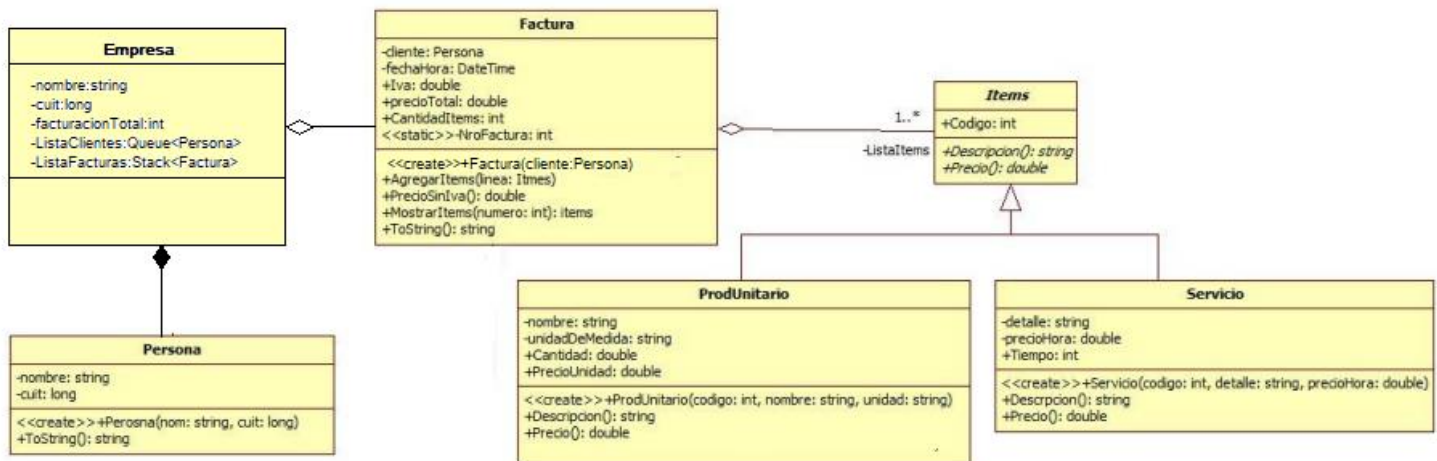 Empresa
-nombre:string
-cuit:long
-facturacionTotal:int
-ListaClientes:Queue<Persona>
-ListaFacturas:Stack<Factura>
Factura
-cliente: Persona
-fechaHora: DateTime
+Iva: double
+precioTotal: double
+CantidadItems: int
<<static>>-NroFactura: int
<<create>>+Factura(cliente:Persona)
+AgregarItems(linea: Itmes)
+PrecioSinIva(): double
+MostrarItems(numero: int): items
+ToString(): string
1..*
-ListaItems
Items
+Codigo: int
+Descripcion(): string
+Precio(): double
Persona
-nombre: string
-cuit: long
<<create>>+Perosna(nom: string, cuit: long)
+ToString(): string
ProdUnitario
-nombre: string
-unidadDeMedida: string
+Cantidad: double
+PrecioUnidad: double
<<create>>+ProdUnitario(codigo: int, nombre: string, unidad: string)
+Descripcion(): string
+Precio(): double
Servicio
-detalle: string
-precioHora: double
+Tiempo: int
<<create>>+Servicio(codigo: int, detalle: string, precioHora: double)
+Descrpcion(): string
+Precio(): double